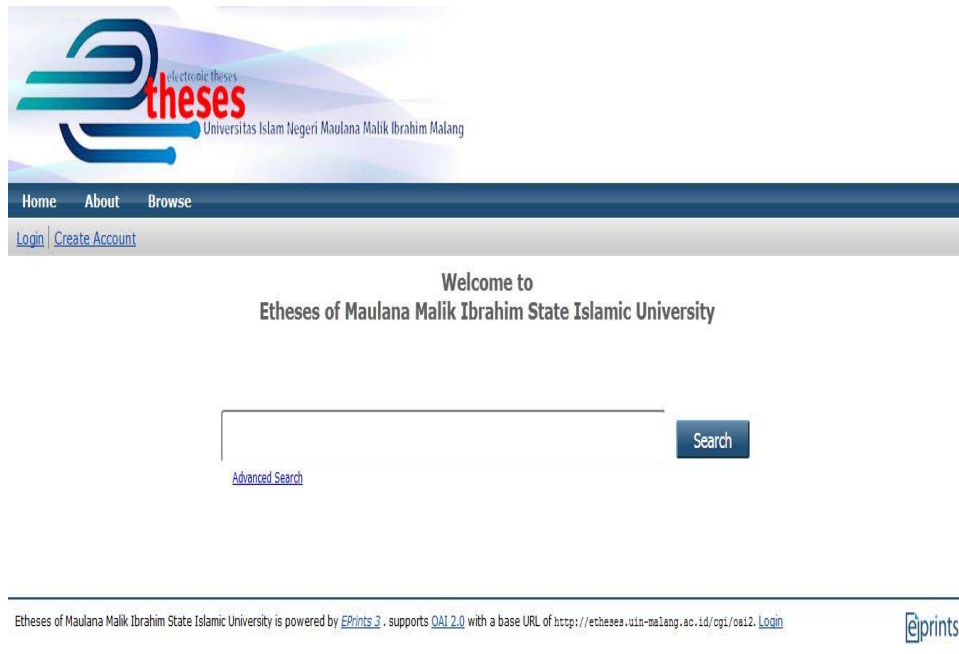 electronic theses
etheses
Universitas Islam Negeri Maulana Malik Ibrahim Malang
Home About Browse
Login Create Account
Welcome to
Etheses of Maulana Malik Ibrahim State Islamic University
Search
Advanced Search
Etheses of Maulana Malik Ibrahim State Islamic University is powered by EPrints 3 . supports OAI 2.0 with a base URL of http://etheses.uin-malang.ac.id/cgi/oai2. Login
eprints